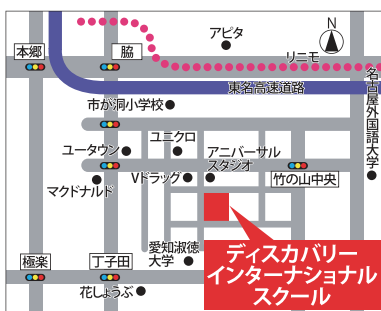 アピタ
N
本郷
脇
リニモ
東名高速道路
市が洞小学校
名古屋外国語大学
ユニクロ
ユータウン
アニバーサル
スタジオ
Vドラッグ
マクドナルド
竹の山中央
愛知淑徳
大学
ディスカバリー
インターナショナル
スクール
極楽
丁子田
花しょうぶ